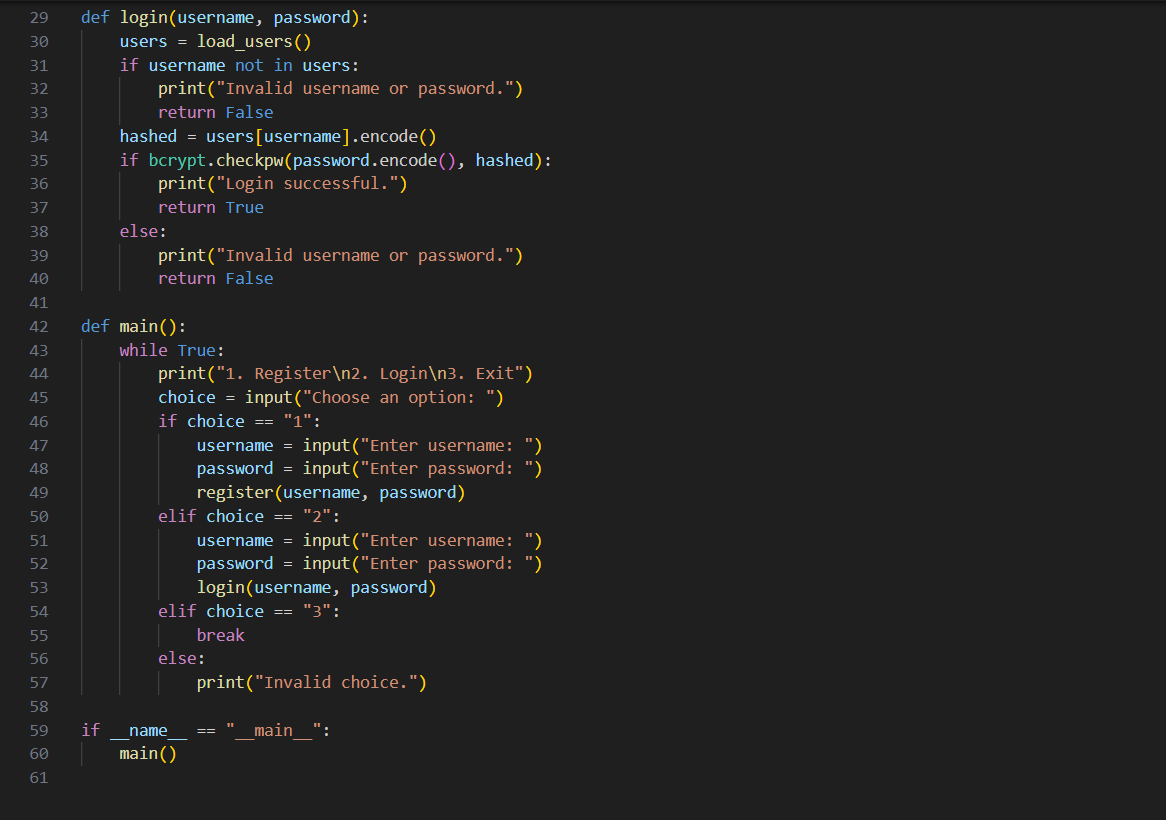 29 def login(username, password):
30     users = load_users()
31     if username not in users:
32         print("Invalid username or password.")
33         return False
34     hashed = users[username].encode()
35     if bcrypt.checkpw(password.encode(), hashed):
36         print("Login successful.")
37         return True
38     else:
39         print("Invalid username or password.")
40         return False
41
42 def main():
43     while True:
44         print("1. Register\n2. Login\n3. Exit")
45         choice = input("Choose an option: ")
46         if choice == "1":
47             username = input("Enter username: ")
48             password = input("Enter password: ")
49             register(username, password)
50         elif choice == "2":
51             username = input("Enter username: ")
52             password = input("Enter password: ")
53             login(username, password)
54         elif choice == "3":
55             break
56         else:
57             print("Invalid choice.")
58
59 if __name__ == "__main__":
60     main()
61